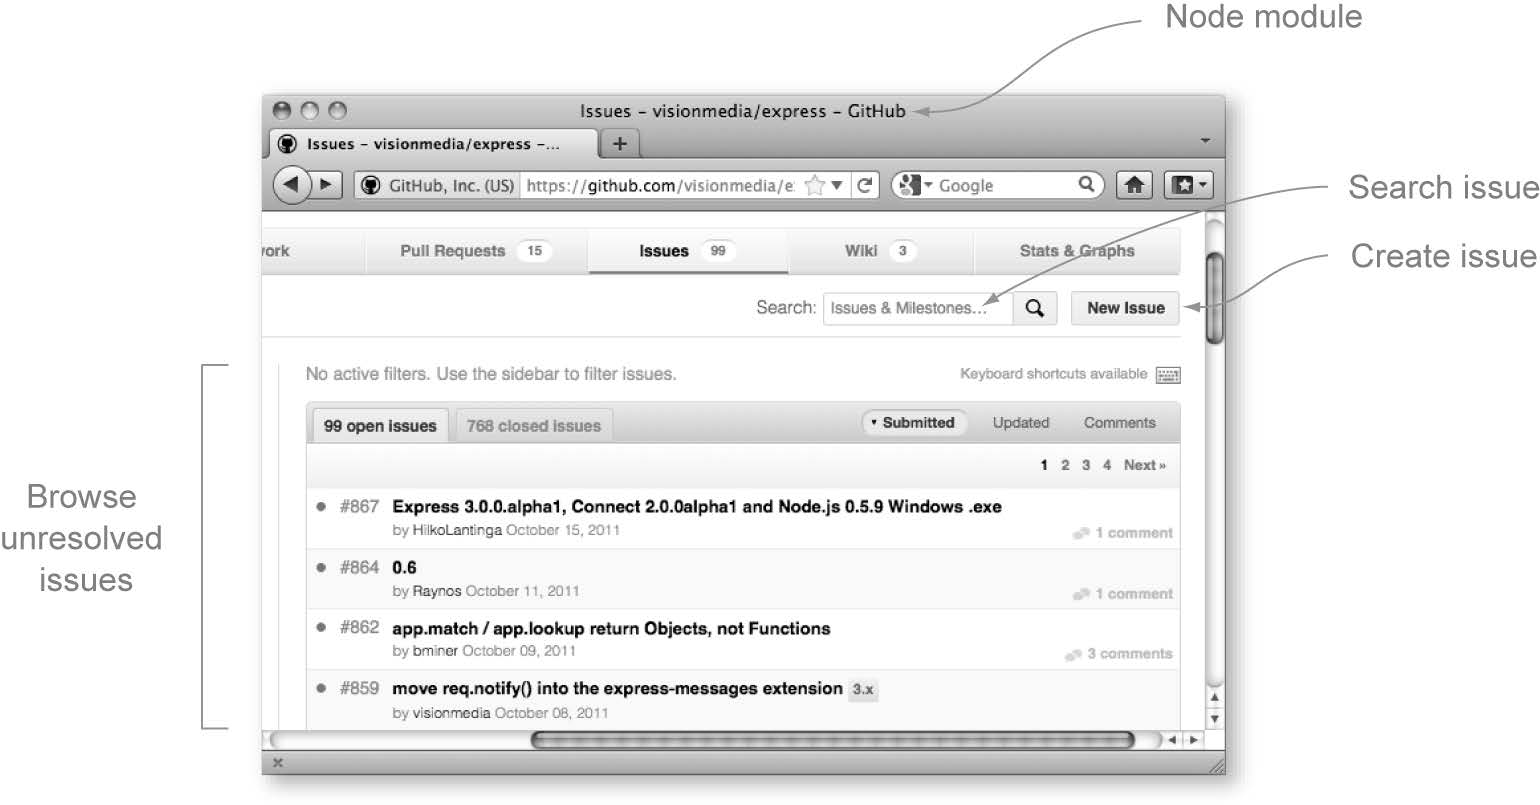 Node module
Issues – visionmedia/express – GitHub
Issues – visionmedia/express –...
GitHub, Inc. (US) https://github.com/visionmedia/e Google
Search issue
Pull Requests 15 Issues 99 Wiki 3 Stats & Graphs
Create issue
Search: Issues & Milestones... New Issue
No active filters. Use the sidebar to filter issues. Keyboard shortcuts available
99 open issues 768 closed issues Submitted Updated Comments
1 2 3 4 Next »
Browse
unresolved
issues
#867 Express 3.0.0.alpha1, Connect 2.0.0alpha1 and Node.js 0.5.9 Windows .exe
by HilkoLantinga October 15, 2011 1 comment
#864 0.6
by Raynos October 11, 2011 1 comment
#862 app.match / app.lookup return Objects, not Functions
by bminer October 09, 2011 3 comments
#859 move req.notify() into the express-messages extension 3.x
by visionmedia October 08, 2011